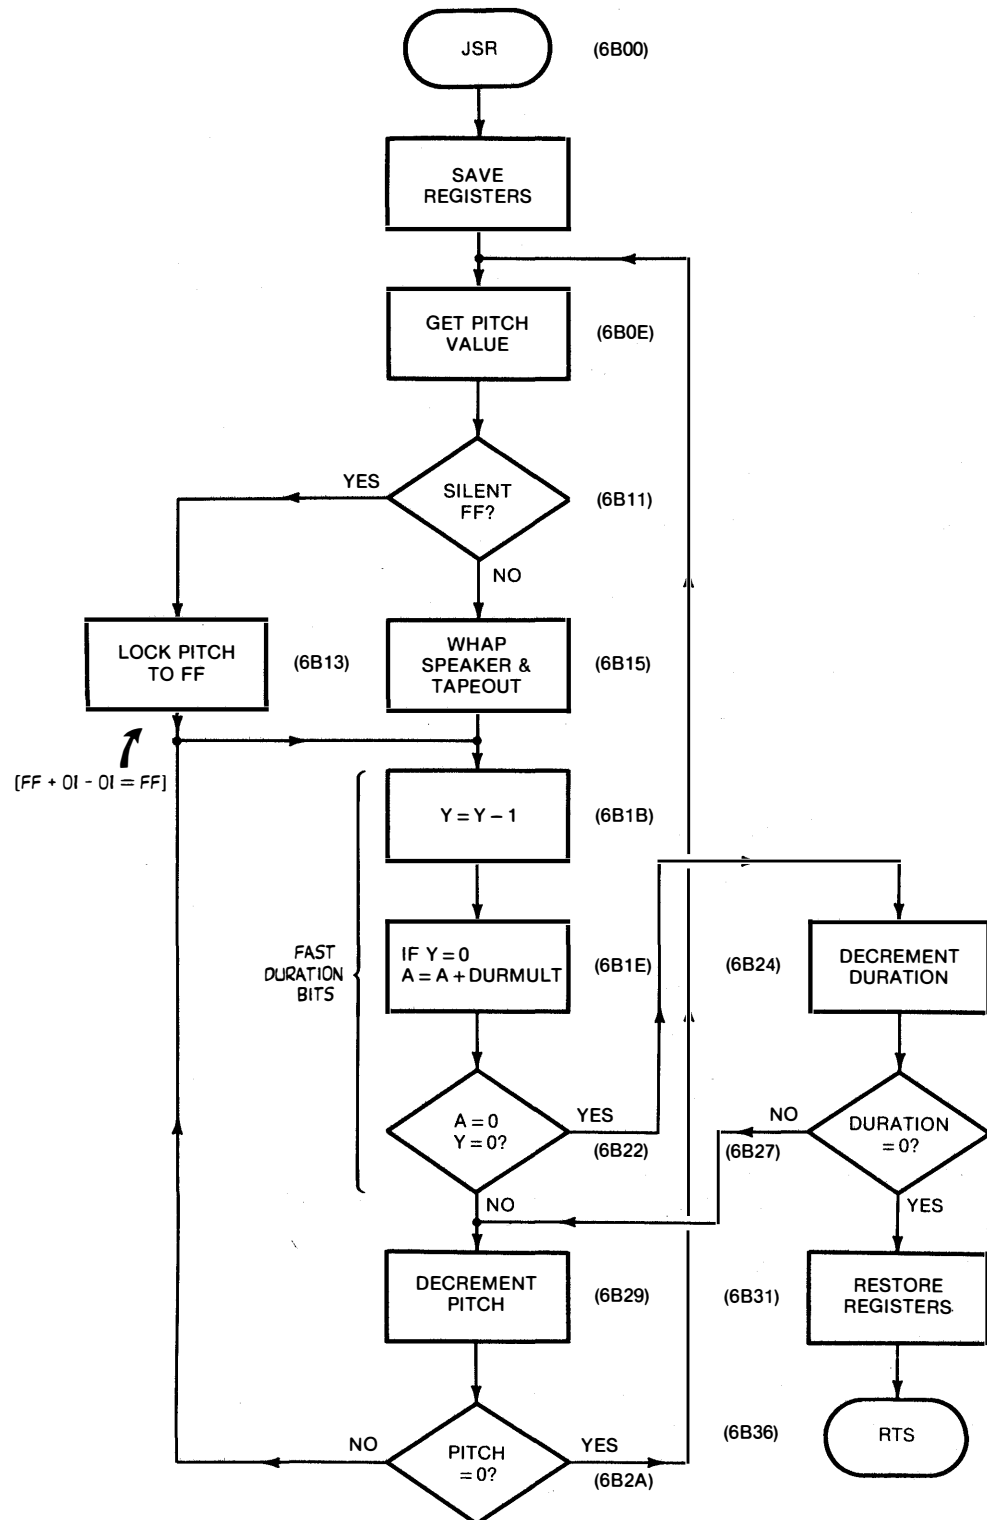 JSR
(6B00)
SAVE
REGISTERS
GET PITCH
VALUE
(6B0E)
YES
SILENT
FF?
(6B11)
NO
LOCK PITCH
TO FF
(6B13)
WHAP
SPEAKER &
TAPEOUT
(6B15)
[FF + 01 - 01 = FF]
Y = Y – 1
(6B1B)
FAST
DURATION
BITS
IF Y = 0
A = A + DURMULT
(6B1E)
(6B24)
DECREMENT
DURATION
A = 0
Y = 0?
YES
(6B22)
NO
(6B27)
DURATION
= 0?
NO
YES
DECREMENT
PITCH
(6B29)
(6B31)
RESTORE
REGISTERS
NO
PITCH
= 0?
YES
(6B2A)
(6B36)
RTS